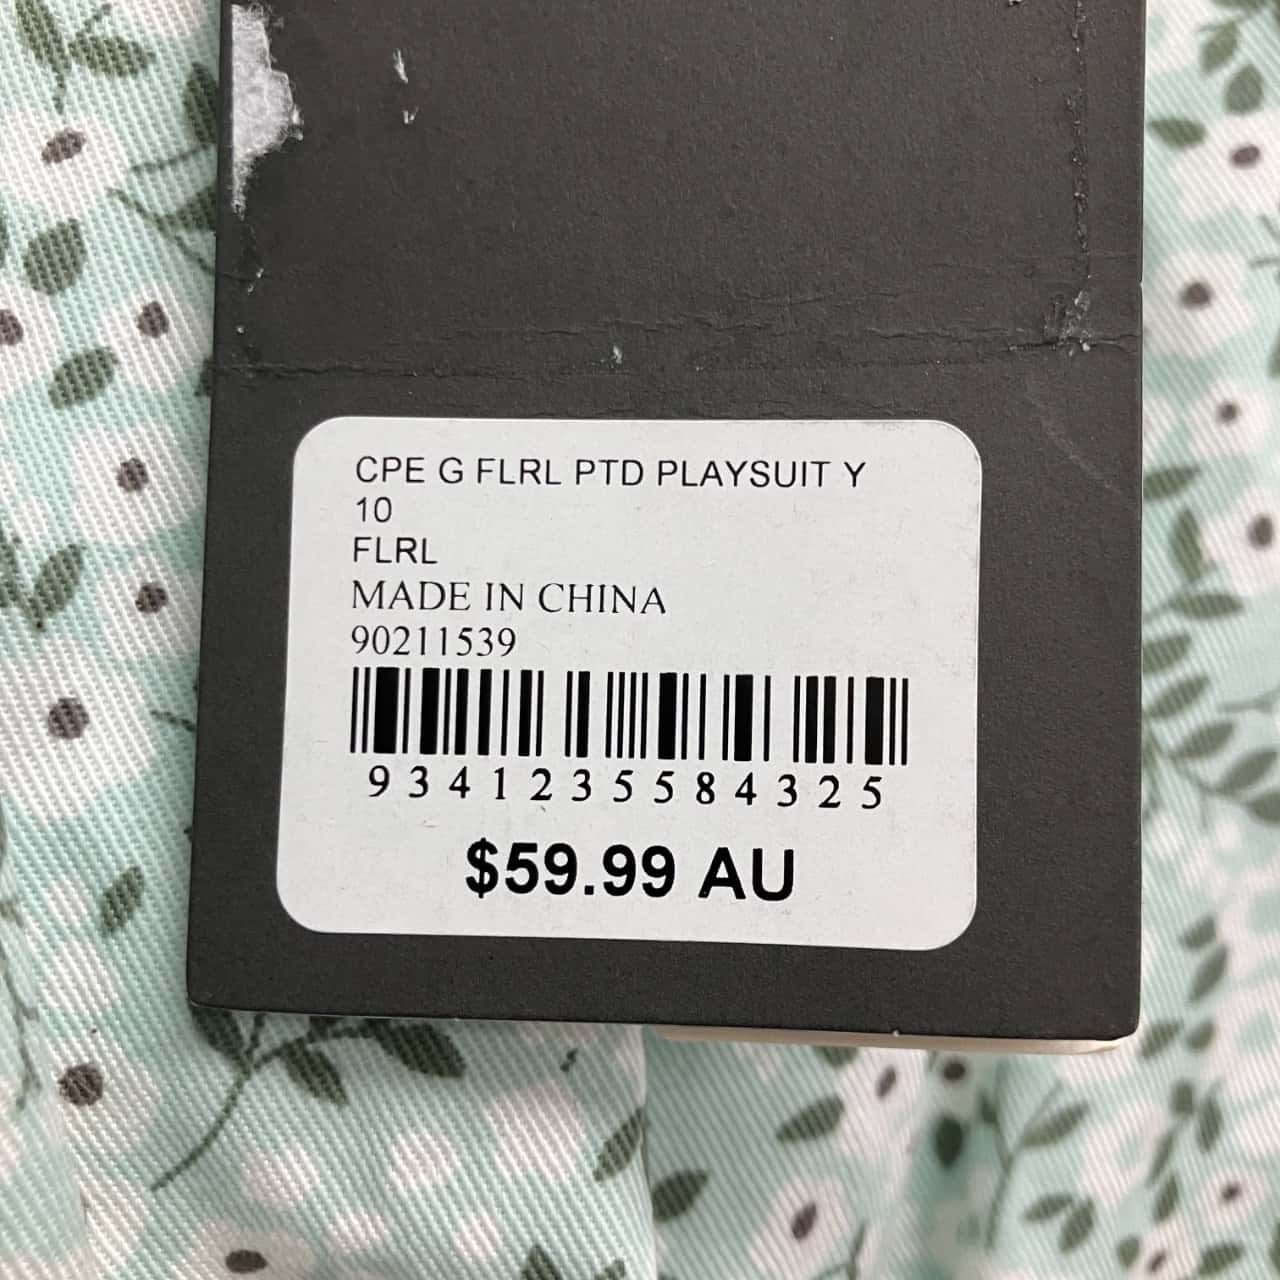 CPE G FLRL PTD PLAYSUIT Y
10
FLRL
MADE IN CHINA
90211539
9341235584325
$59.99 AU